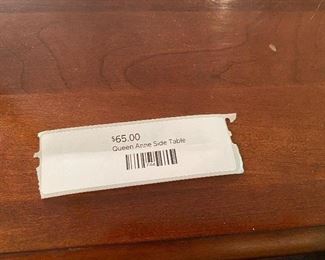 $65.00
Queen Anne Side Table